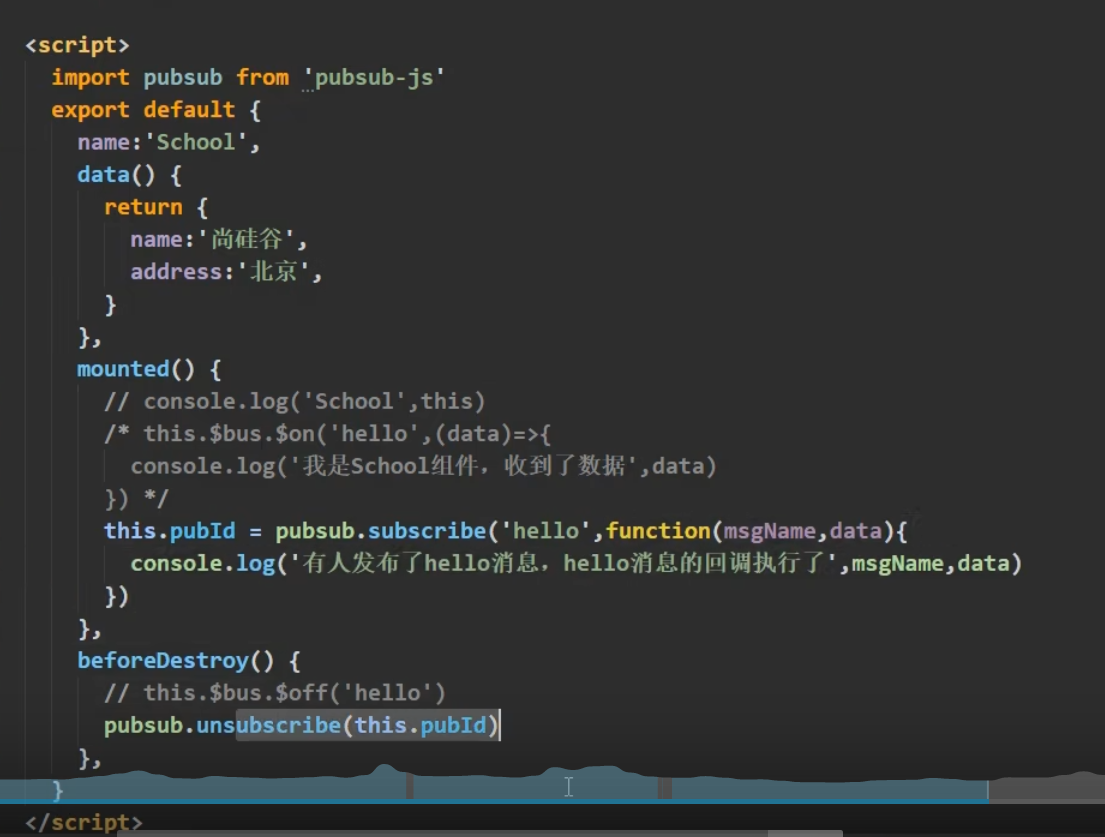 <script>
import pubsub from 'pubsub-js'
export default {
name:'School',
data() {
return {
name:'尚硅谷',
address:'北京',
}
},
mounted() {
// console.log('School',this)
/* this.$bus.$on('hello',(data)=>{
console.log('我是School组件，收到了数据',data)
}) */
this.pubId = pubsub.subscribe('hello',function(msgName,data){
console.log('有人发布了hello消息，hello消息的回调执行了',msgName,data)
})
},
beforeDestroy() {
// this.$bus.$off('hello')
pubsub.unsubscribe(this.pubId)
},
}
</script>